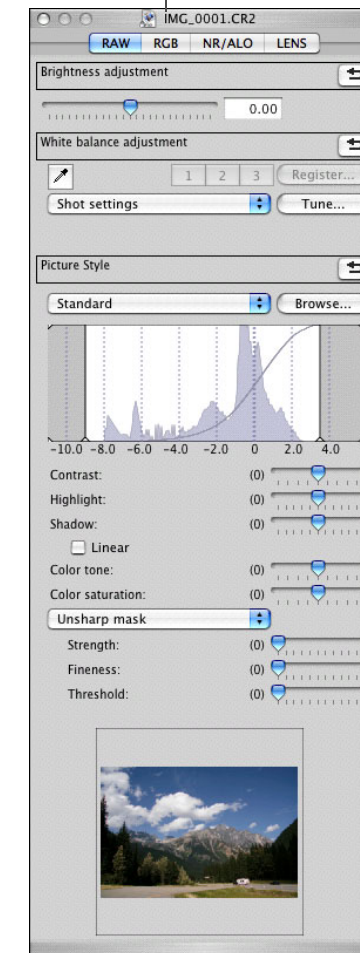 IMG_0001.CR2
RAW RGB NR/ALO LENS
Brightness adjustment
0.00
White balance adjustment
1 2 3 Register...
Shot settings Tune...
Picture Style
Standard Browse...
-10.0 -8.0 -6.0 -4.0 -2.0 0 2.0 4.0
Contrast: (0)
Highlight: (0)
Shadow: (0)
Linear
Color tone: (0)
Color saturation: (0)
Unsharp mask
Strength: (0)
Fineness: (0)
Threshold: (0)